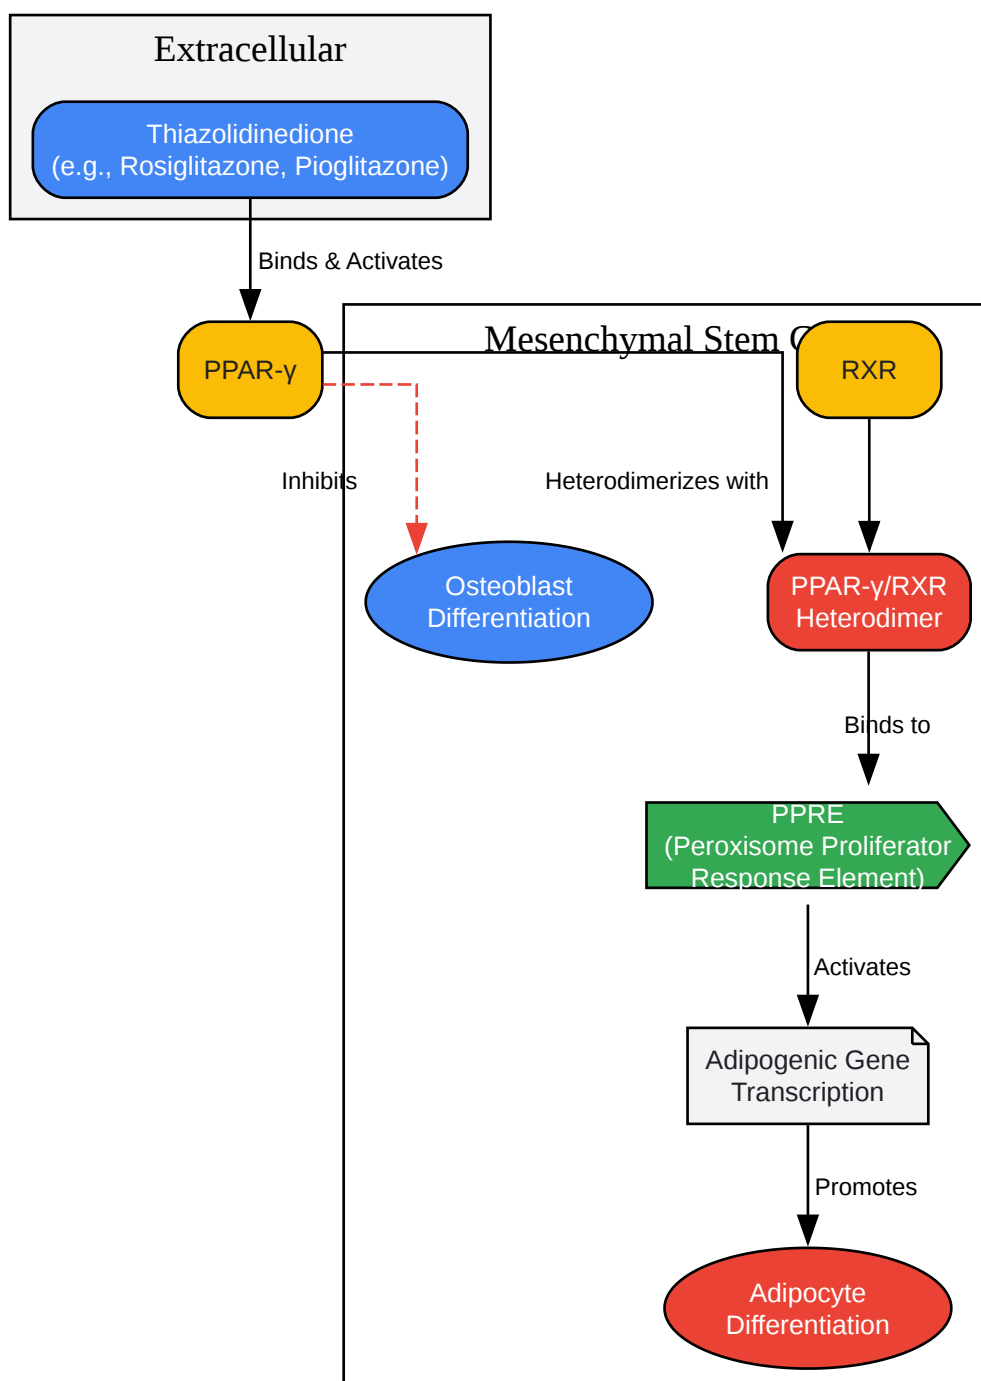 Extracellular
Thiazolidinedione
(e.g., Rosiglitazone, Pioglitazone)
Binds & Activates
Mesenchymal Stem
PPAR-γ
RXR
Inhibits
Heterodimerizes with
Osteoblast
Differentiation
PPAR-γ/RXR
Heterodimer
Binds to
PPRE
(Peroxisome Proliferator
Response Element)
Activates
Adipogenic Gene
Transcription
Promotes
Adipocyte
Differentiation